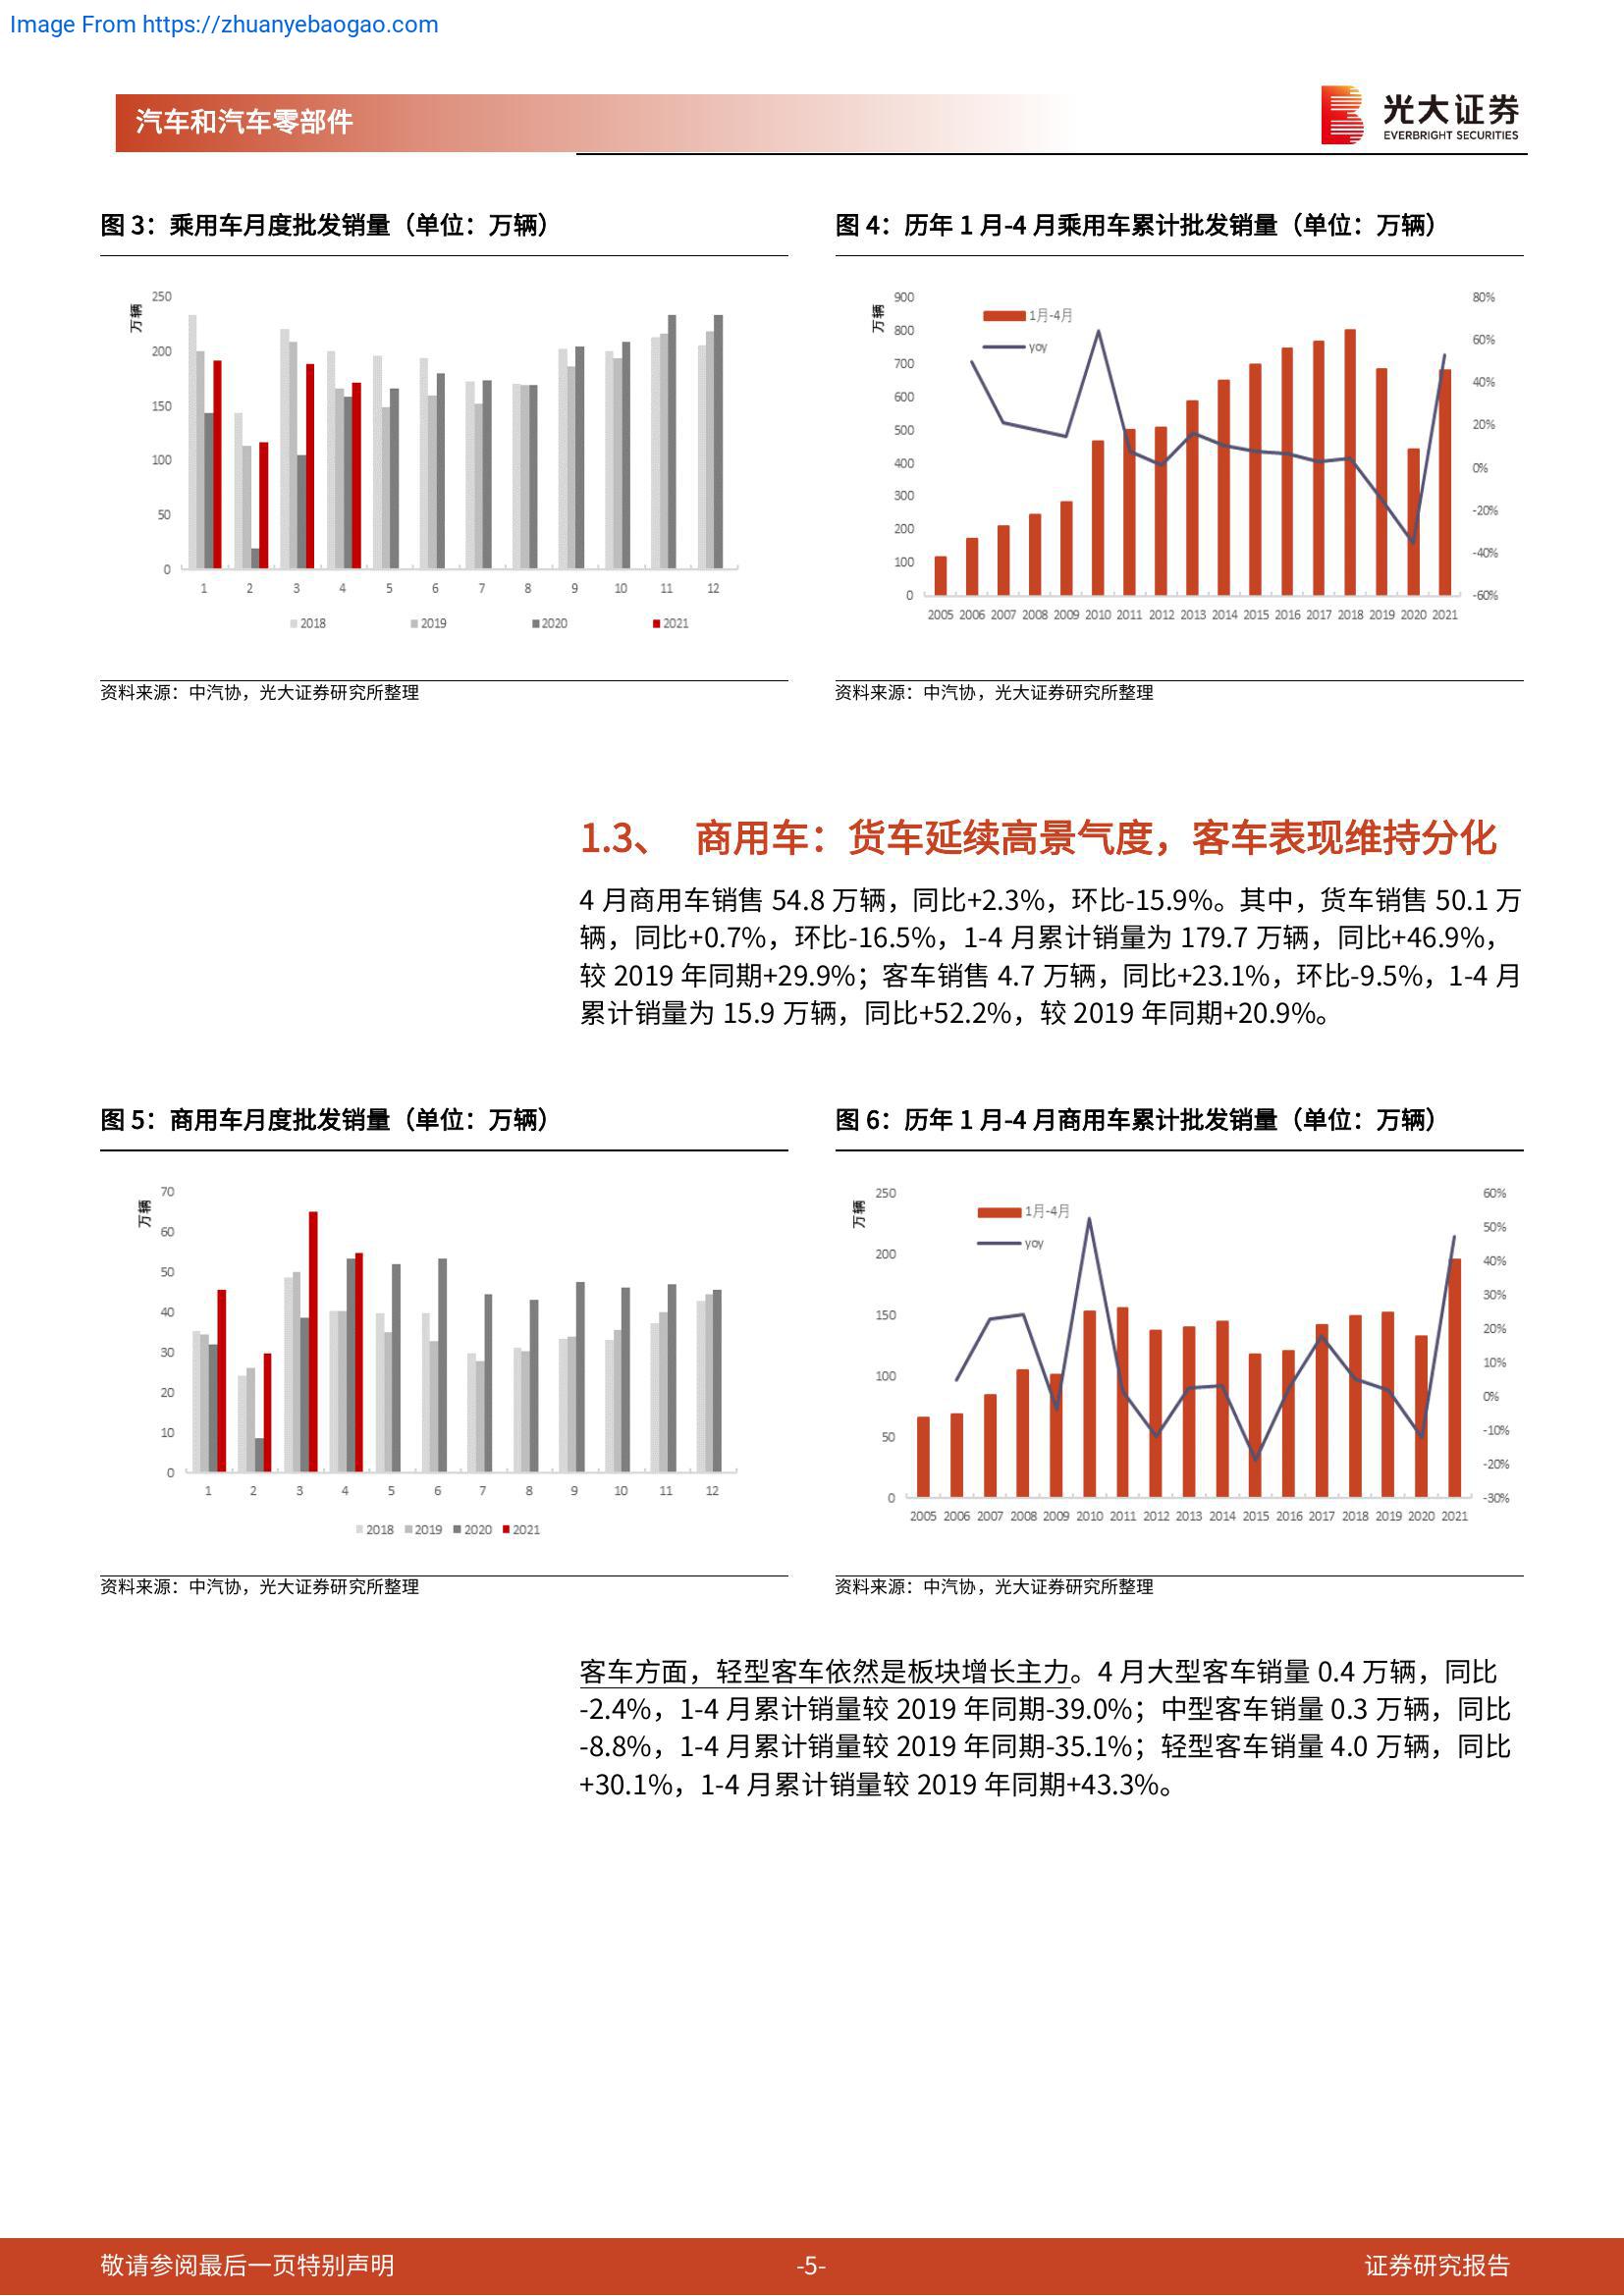 Image From https://zhuanyebaogao.com
汽车和汽车零部件
光大证券
EVERBRIGHT SECURITIES
图 3：乘用车月度批发销量（单位：万辆）
万辆
250
200
150
100
50
0
1 2 3 4 5 6 7 8 9 10 11 12
2018 2019 2020 2021
资料来源：中汽协，光大证券研究所整理
图 4：历年 1 月-4 月乘用车累计批发销量（单位：万辆）
万辆
1月-4月
yoy
900
800
700
600
500
400
300
200
100
0
80%
60%
40%
20%
0%
-20%
-40%
-60%
2005 2006 2007 2008 2009 2010 2011 2012 2013 2014 2015 2016 2017 2018 2019 2020 2021
资料来源：中汽协，光大证券研究所整理
1.3、 商用车：货车延续高景气度，客车表现维持分化
4 月商用车销售 54.8 万辆，同比+2.3%，环比-15.9%。其中，货车销售 50.1 万
辆，同比+0.7%，环比-16.5%，1-4 月累计销量为 179.7 万辆，同比+46.9%，
较 2019 年同期+29.9%；客车销售 4.7 万辆，同比+23.1%，环比-9.5%，1-4 月
累计销量为 15.9 万辆，同比+52.2%，较 2019 年同期+20.9%。
图 5：商用车月度批发销量（单位：万辆）
万辆
70
60
50
40
30
20
10
0
1 2 3 4 5 6 7 8 9 10 11 12
2018 2019 2020 2021
资料来源：中汽协，光大证券研究所整理
图 6：历年 1 月-4 月商用车累计批发销量（单位：万辆）
万辆
1月-4月
yoy
250
200
150
100
50
0
60%
50%
40%
30%
20%
10%
0%
-10%
-20%
-30%
2005 2006 2007 2008 2009 2010 2011 2012 2013 2014 2015 2016 2017 2018 2019 2020 2021
资料来源：中汽协，光大证券研究所整理
客车方面，轻型客车依然是板块增长主力。4 月大型客车销量 0.4 万辆，同比
-2.4%，1-4 月累计销量较 2019 年同期-39.0%；中型客车销量 0.3 万辆，同比
-8.8%，1-4 月累计销量较 2019 年同期-35.1%；轻型客车销量 4.0 万辆，同比
+30.1%，1-4 月累计销量较 2019 年同期+43.3%。
敬请参阅最后一页特别声明
-5-
证券研究报告